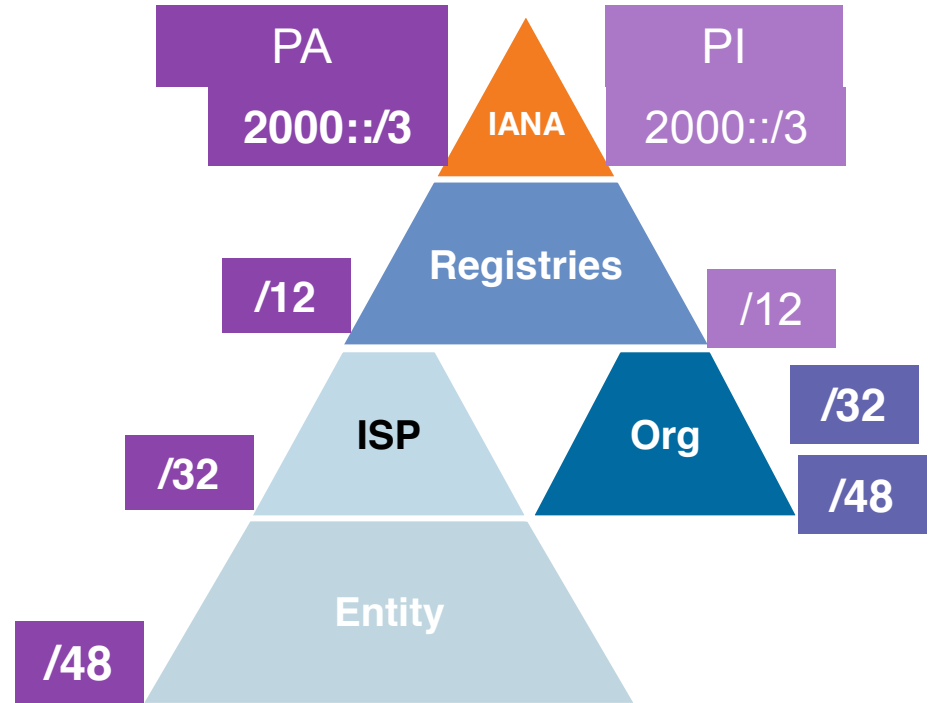 PA
PI
2000::/3
IANA
2000::/3
Registries
/12
/12
ISP
Org
/32
/32
/48
Entity
/48